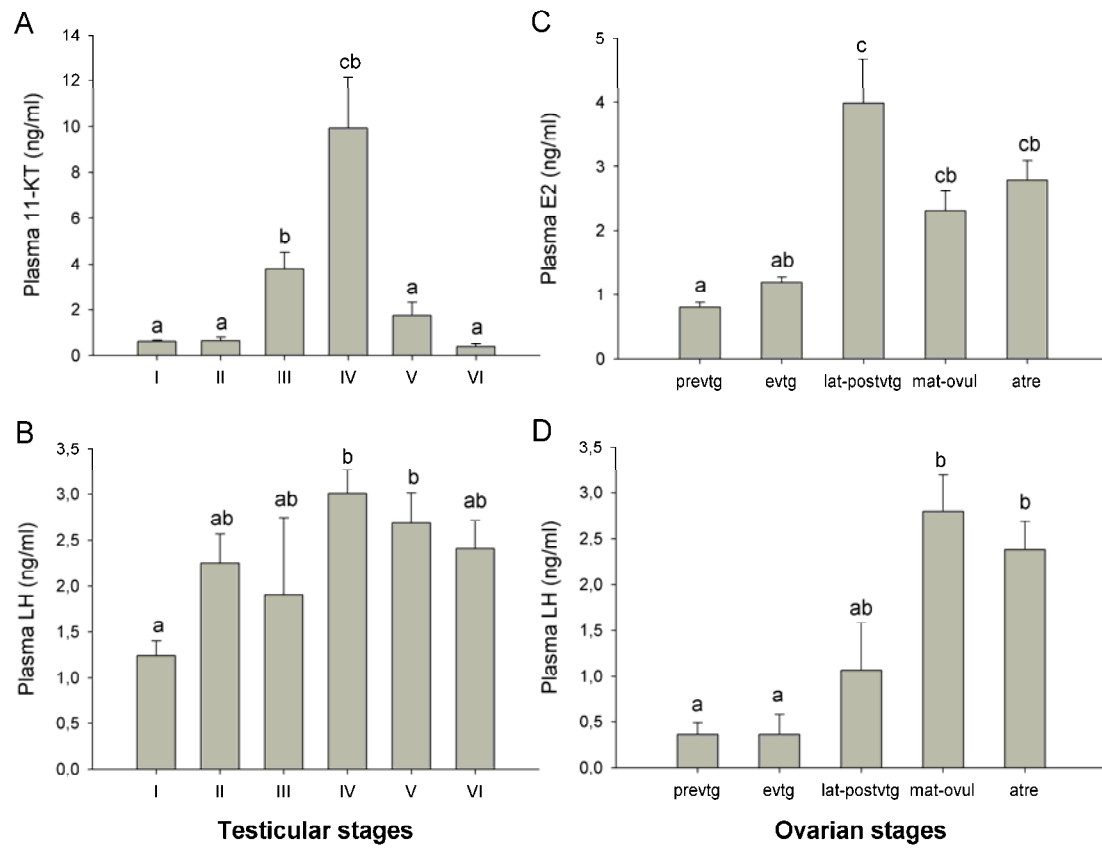 A
Plasma 11-KT (ng/ml)
14
12
10
8
6
4
2
0
a
a
b
cb
a
a
I
II
III
IV
V
VI
B
Plasma LH (ng/ml)
3,5
3,0
2,5
2,0
1,5
1,0
0,5
0,0
a
ab
ab
b
b
ab
I
II
III
IV
V
VI
Testicular stages
C
Plasma E2 (ng/ml)
5
4
3
2
1
0
a
ab
c
cb
cb
prevtg
evtg
lat-postvtg
mat-ovul
atre
D
Plasma LH (ng/ml)
3,5
3,0
2,5
2,0
1,5
1,0
0,5
0,0
a
a
ab
b
b
prevtg
evtg
lat-postvtg
mat-ovul
atre
Ovarian stages